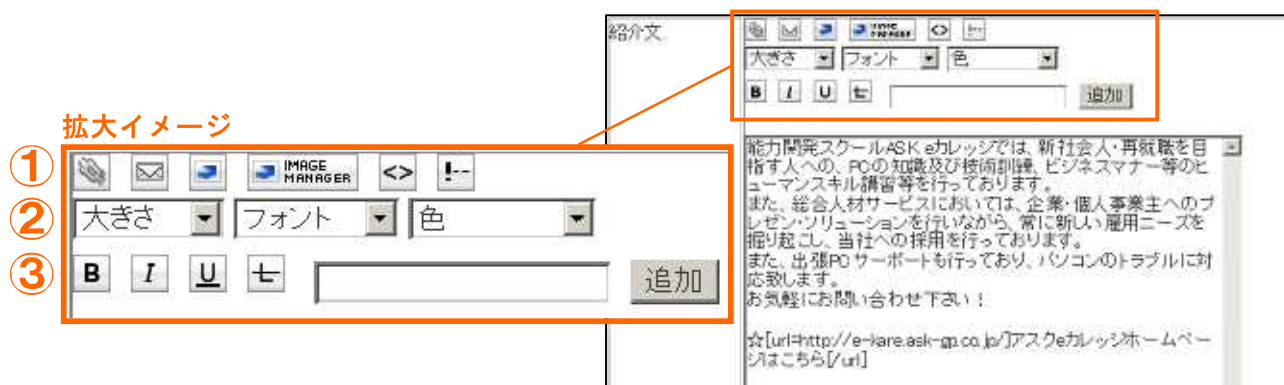 紹介文
IMAGE
MANAGER
<>
!--
大きさ フォント 色
B I U 追加
拡大イメージ
① IMAGE
MANAGER <> !--
② 大きさ フォント 色
③ B I U 追加
能力開発スクールASK eカレッジでは、新社会人・再就職を目
指す人への、PCの知識及び技術訓練、ビジネスマナー等のヒ
ューマンスキル講習等を行っております。
また、総合人材サービスにおいては、企業・個人事業主へのプ
レゼン・ソリューションを行いながら、常に新しい雇用ニーズを
掘り起こし、当社への採用を行っております。
また、出張PCサーポートも行っており、パソコンのトラブルに対
応致します。
お気軽にお問い合わせ下さい！
☆[url=http://e-kare.ask-gp.co.jp/]アスクeカレッジホームペー
ジはこちら[/url]